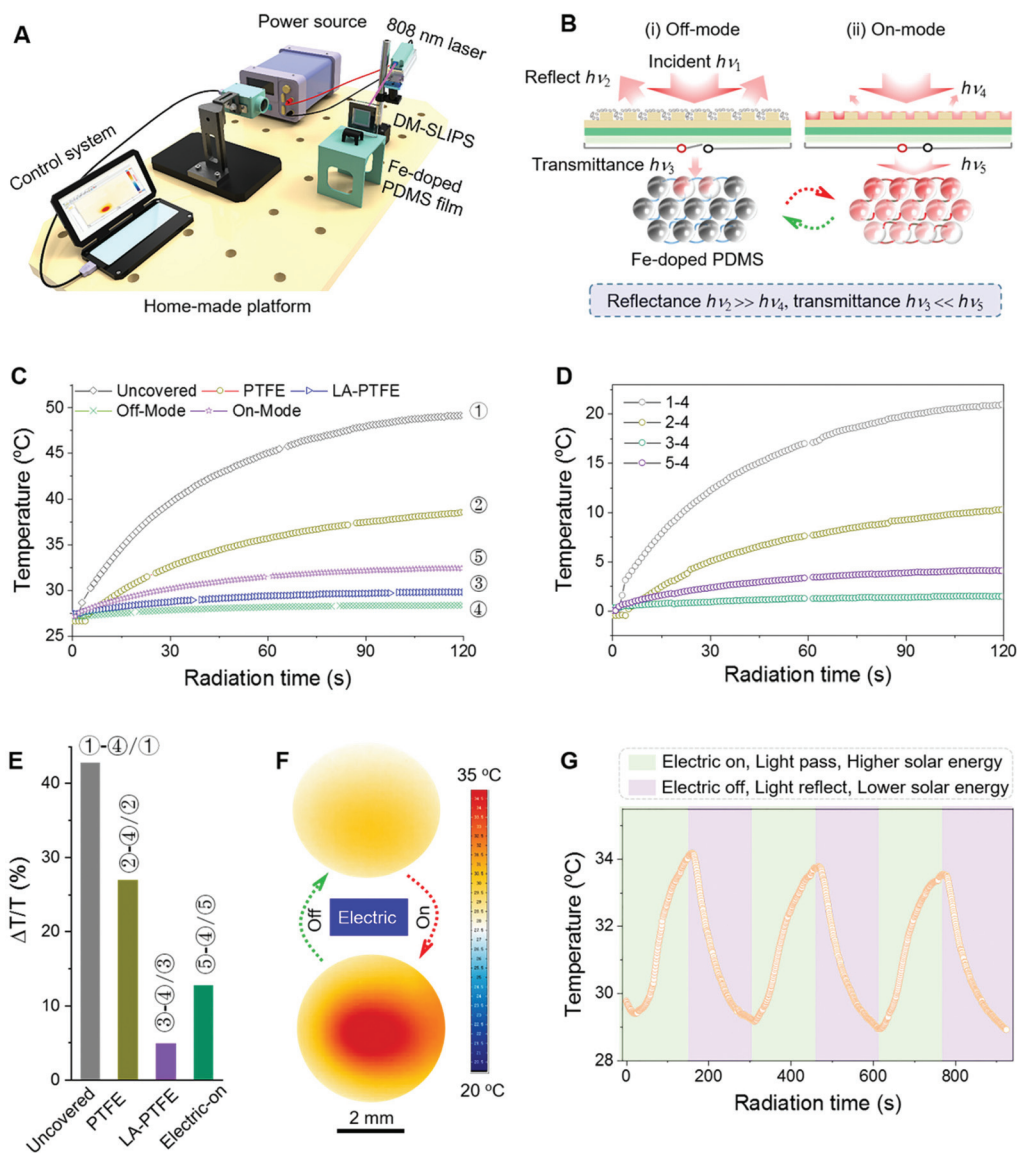 A
Power source
808 nm laser
Control system
DM-SLIPS
Fe-doped
PDMS film
Home-made platform
B
(i) Off-mode
(ii) On-mode
Incident hν1
Reflect hν2
hν4
Transmittance
hν3
hν5
Fe-doped PDMS
Reflectance hν2 >> hν4, transmittance hν3 << hν5
C
Uncovered PTFE LA-PTFE
Off-Mode On-Mode
Temperature (ºC)
50
45
40
35
30
25
①
②
⑤
③
④
0 30 60 90 120
Radiation time (s)
D
1-4
2-4
3-4
5-4
Temperature (ºC)
20
15
10
5
0
0 30 60 90 120
Radiation time (s)
E
①-④/①
②-④/②
③-④/③
⑤-④/⑤
ΔT/T (%)
40
30
20
10
0
Uncovered
PTFE
LA-PTFE
Electric-on
F
35 ºC
Off
Electric
On
20 ºC
2 mm
G
Electric on, Light pass, Higher solar energy
Electric off, Light reflect, Lower solar energy
Temperature (ºC)
34
32
30
28
0 200 400 600 800
Radiation time (s)